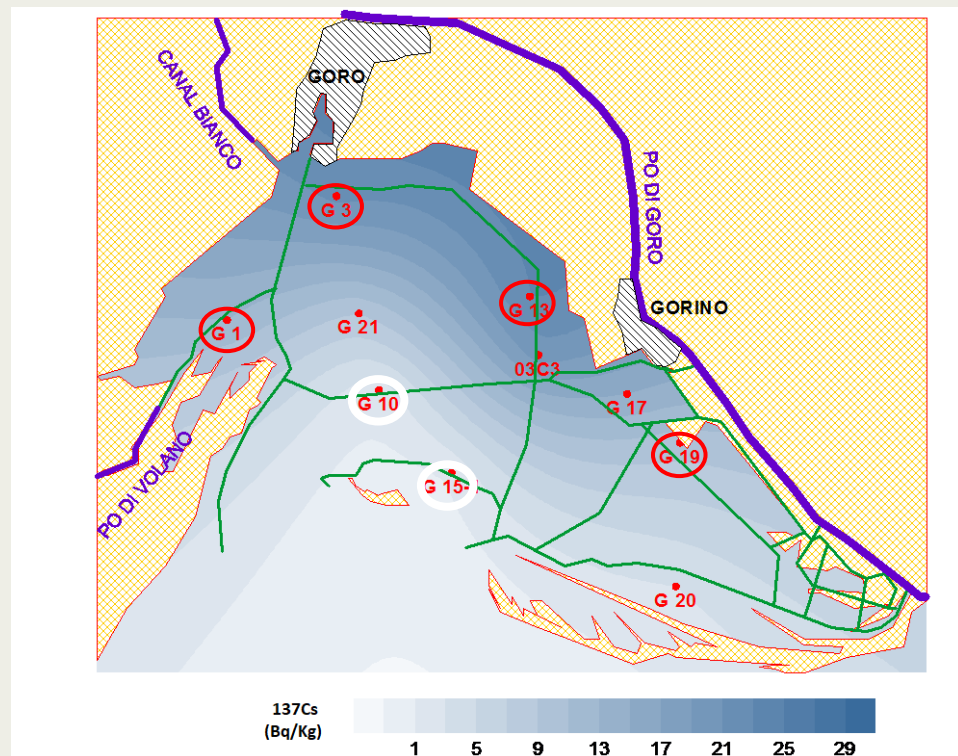 GORO
CANAL BIANCO
PO DI GORO
G 3
GORINO
G 13
G 1
G 21
03C3
G 10
G 17
G 19
PO DI VOLANO
G 15-
G 20
137Cs
(Bq/Kg)
1 5 9 13 17 21 25 29